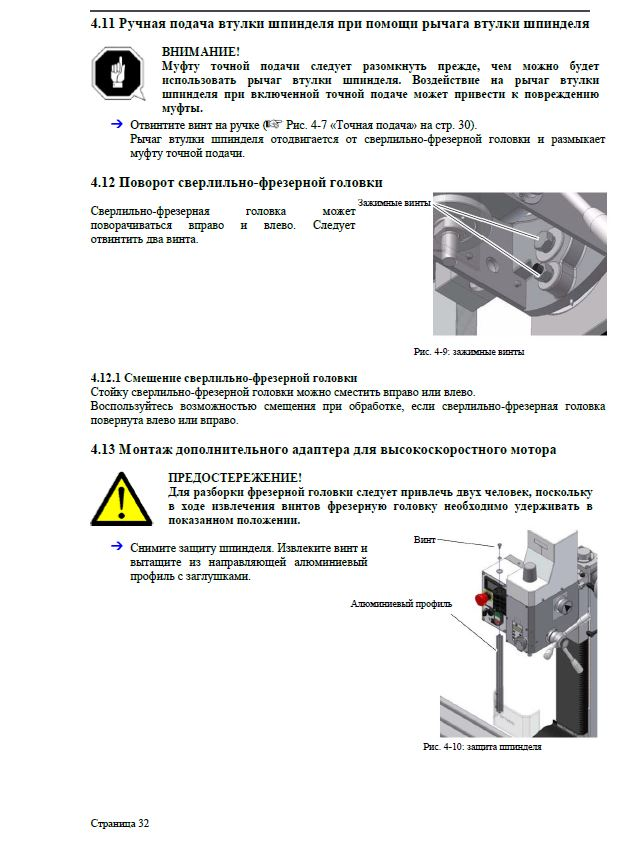 4.11 Ручная подача втулки шпинделя при помощи рычага втулки шпинделя
ВНИМАНИЕ!
Муфту точной подачи следует разомкнуть прежде, чем можно будет
использовать рычаг втулки шпинделя. Воздействие на рычаг втулки
шпинделя при включенной точной подаче может привести к повреждению
муфты.
➔ Отвинтите винт на ручке (☞ Рис. 4-7 «Точная подача» на стр. 30).
Рычаг втулки шпинделя отодвигается от сверлильно-фрезерной головки и размыкает
муфту точной подачи.
4.12 Поворот сверлильно-фрезерной головки
Зажимные винты
Сверлильно-фрезерная головка может
поворачиваться вправо и влево. Следует
отвинтить два винта.
Рис. 4-9: зажимные винты
4.12.1 Смещение сверлильно-фрезерной головки
Стойку сверлильно-фрезерной головки можно сместить вправо или влево.
Воспользуйтесь возможностью смещения при обработке, если сверлильно-фрезерная головка
повернута влево или вправо.
4.13 Монтаж дополнительного адаптера для высокоскоростного мотора
ПРЕДОСТЕРЕЖЕНИЕ!
Для разборки фрезерной головки следует привлечь двух человек, поскольку
в ходе извлечения винтов фрезерную головку необходимо удерживать в
показанном положении.
➔ Снимите защиту шпинделя. Извлеките винт и
вытащите из направляющей алюминиевый
профиль с заглушками.
Винт
Алюминиевый профиль
Рис. 4-10: защита шпинделя
Страница 32